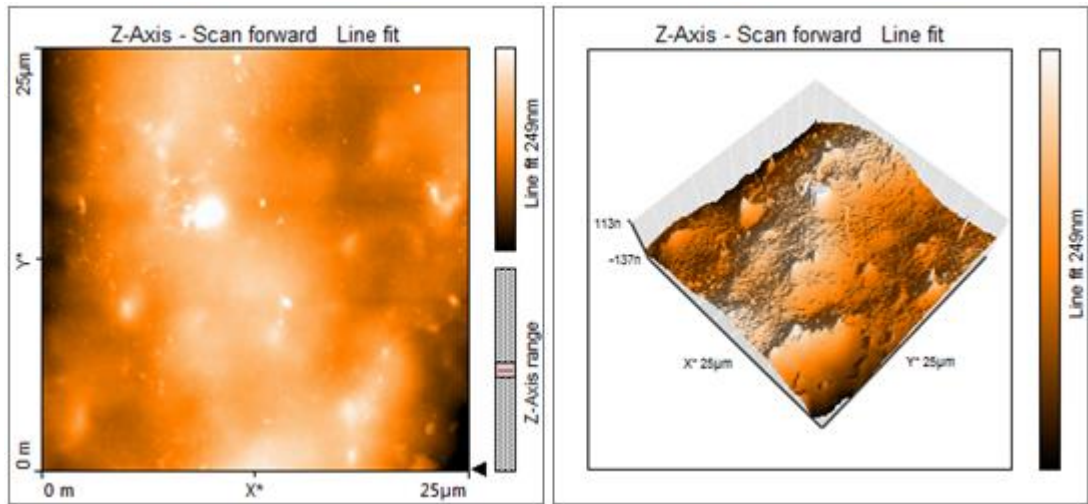 Z-Axis - Scan forward Line fit
25µm
Y*
0 m
0 m
X*
25µm
Line fit 249nm
Z-Axis range
Z-Axis - Scan forward Line fit
113n
-137n
X* 25µm
Y* 25µm
Line fit 249nm